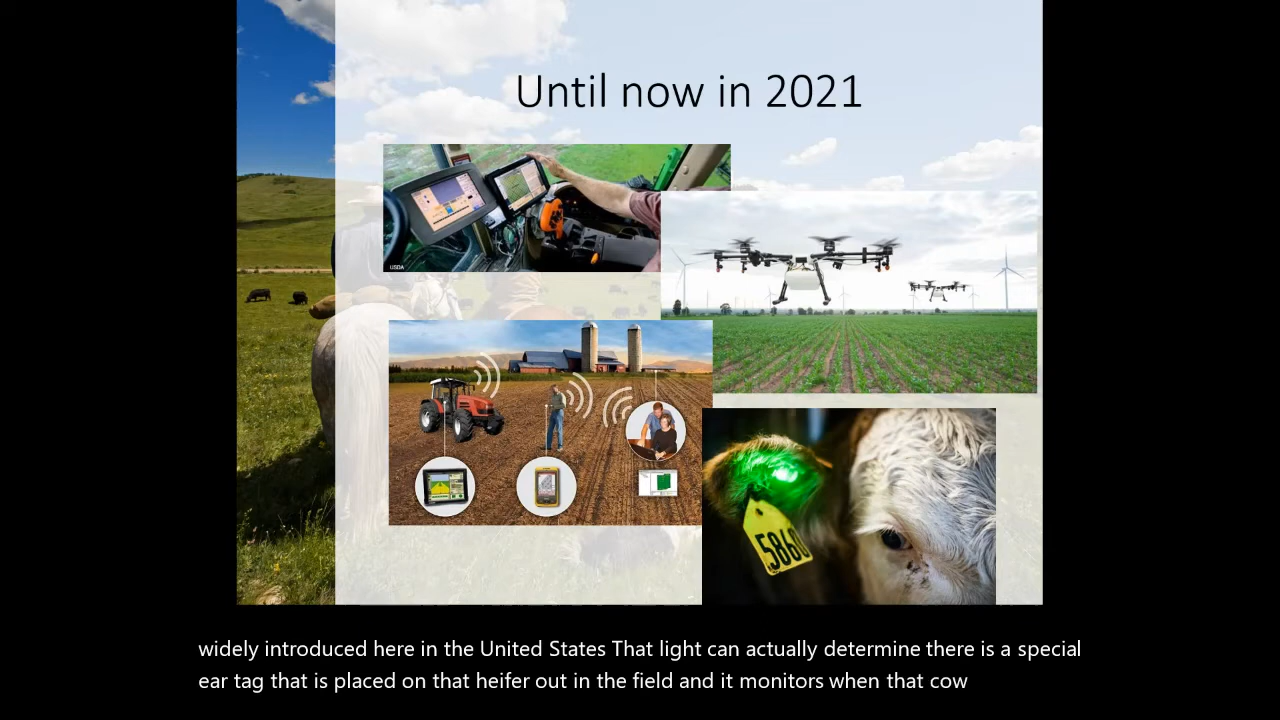 Until now in 2021
USDA
5860
widely introduced here in the United States That light can actually determine there is a special
ear tag that is placed on that heifer out in the field and it monitors when that cow